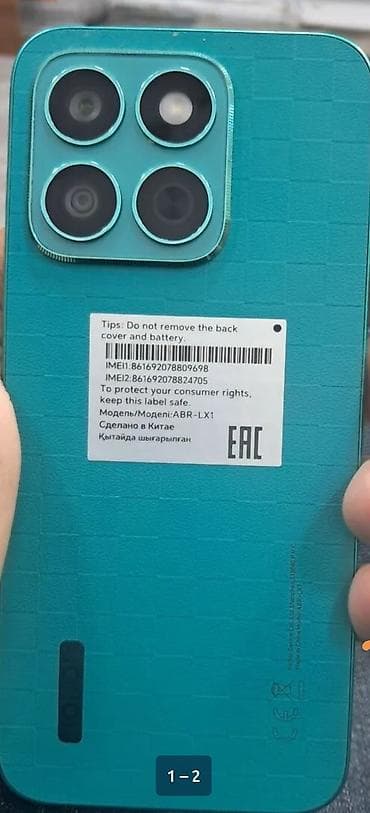 Tips: Do not remove the back
cover and battery.
IMEI1:861692078809698
IMEI2:861692078824705
To protect your consumer rights,
keep this label safe.
Модель/Моделі:ABR-LX1
Сделано в Китае
Қытайда шығарылған
EAC
1–2